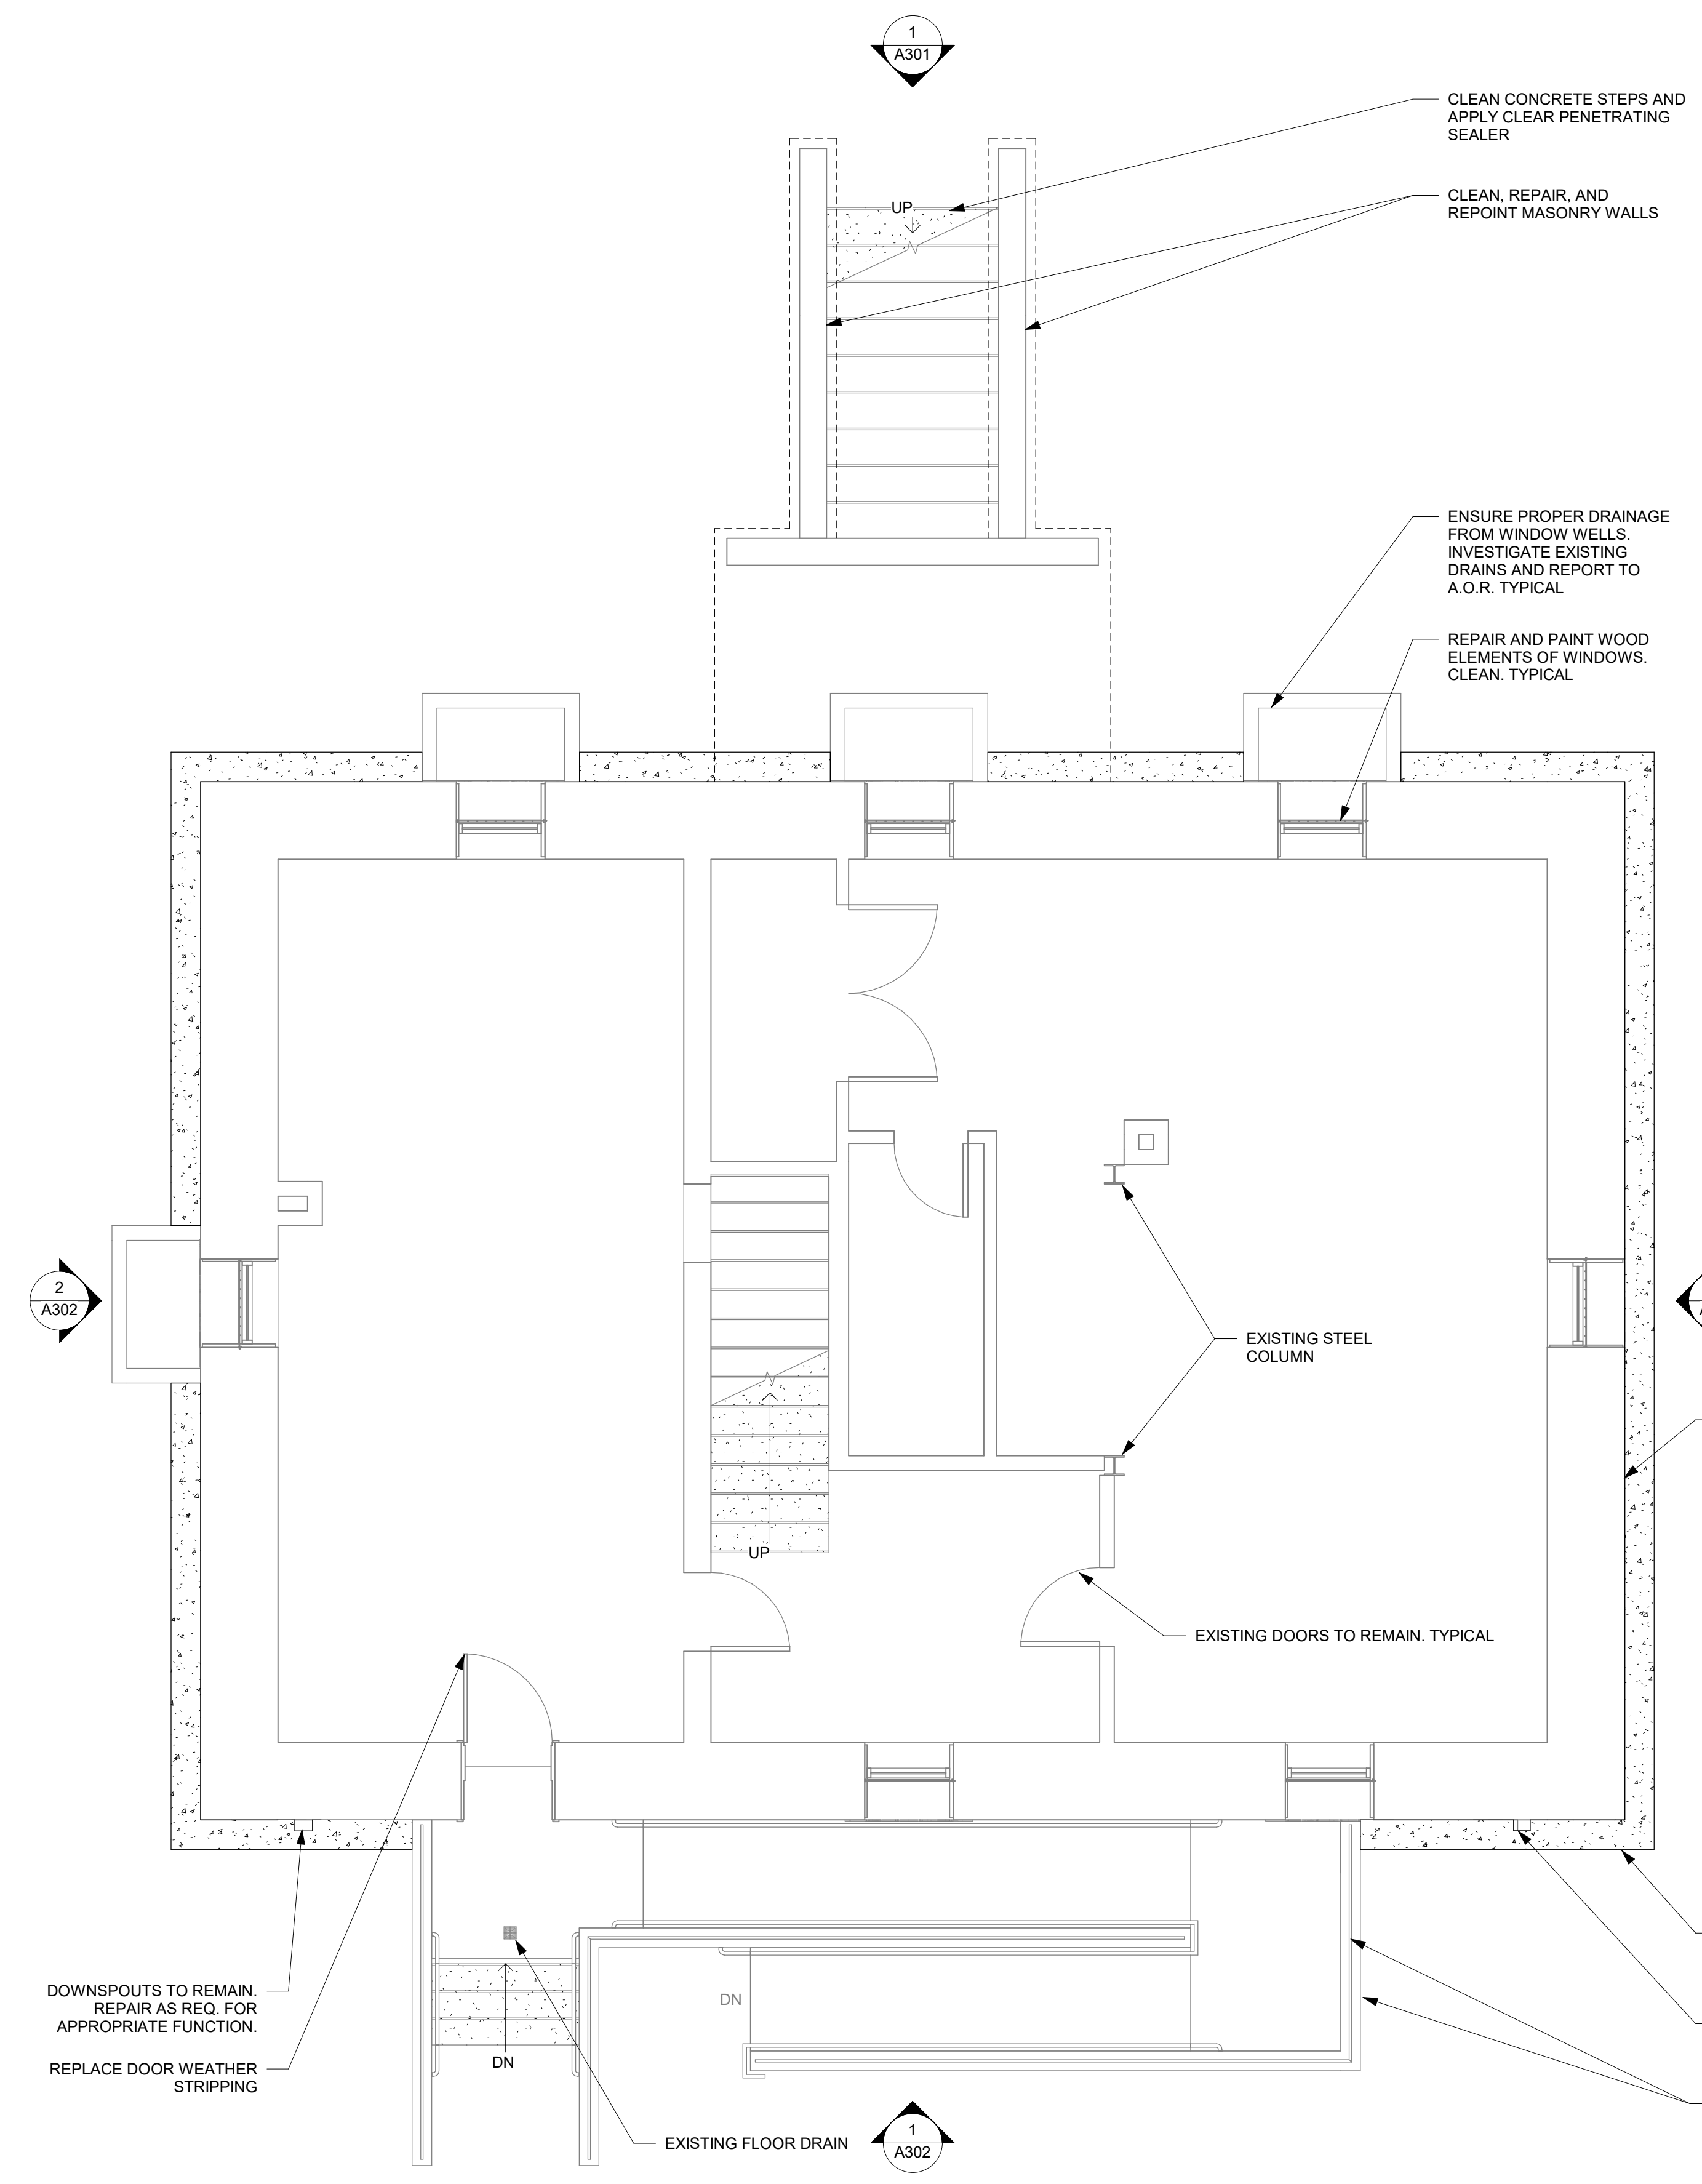 1
A301
CLEAN CONCRETE STEPS AND
APPLY CLEAR PENETRATING
SEALER
CLEAN, REPAIR, AND
REPOINT MASONRY WALLS
UP
ENSURE PROPER DRAINAGE
FROM WINDOW WELLS.
INVESTIGATE EXISTING
DRAINS AND REPORT TO
A.O.R. TYPICAL
REPAIR AND PAINT WOOD
ELEMENTS OF WINDOWS.
CLEAN. TYPICAL
2
A302
EXISTING STEEL
COLUMN
UP
EXISTING DOORS TO REMAIN. TYPICAL
DOWNSPOUTS TO REMAIN.
REPAIR AS REQ. FOR
APPROPRIATE FUNCTION.
REPLACE DOOR WEATHER
STRIPPING
DN
DN
EXISTING FLOOR DRAIN
1
A302